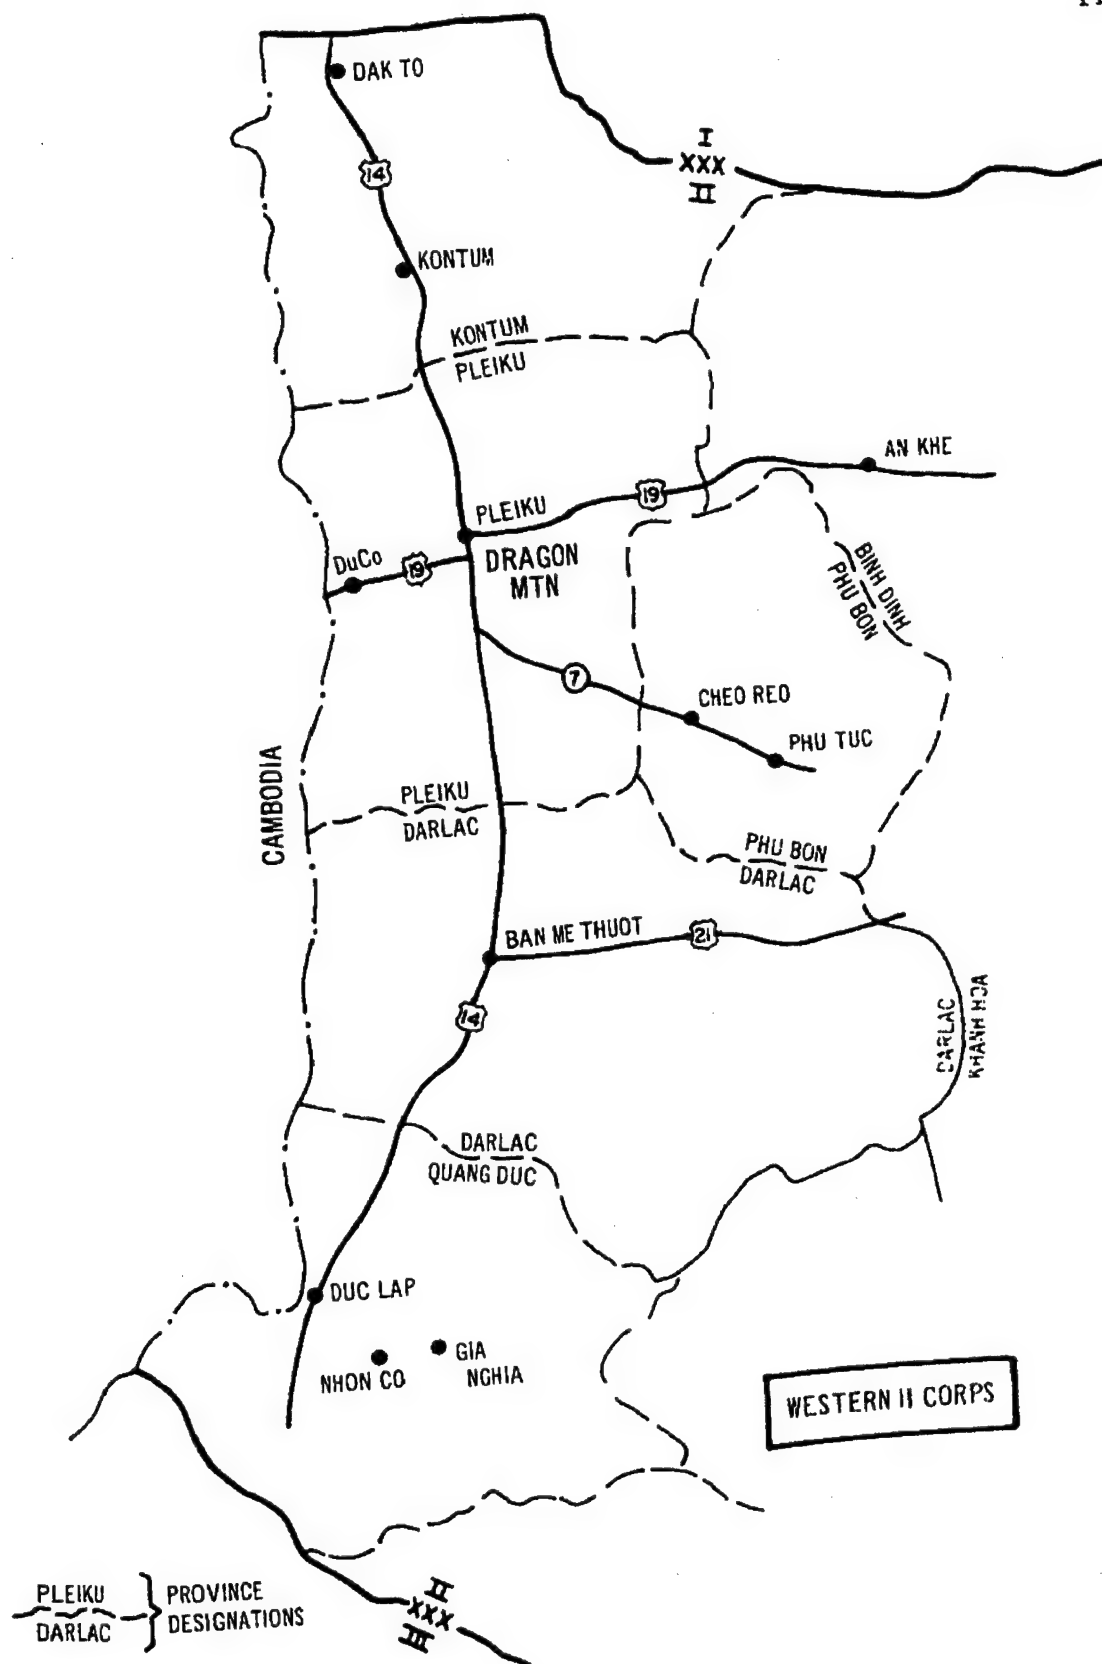 DAK TO
I
XXX
II
14
KONTUM
KONTUM
PLEIKU
AN KHE
19
PLEIKU
DuCo
19
DRAGON
MTN
BINH DINH
PHU BON
7
CHEO REO
PHU TUC
CAMBODIA
PLEIKU
DARLAC
PHU BON
DARLAC
BAN ME THUOT
21
14
DARLAC
KHANH HOA
DARLAC
QUANG DUC
DUC LAP
GIA
NGHIA
NHON CO
WESTERN II CORPS
PLEIKU
DARLAC
PROVINCE
DESIGNATIONS
II
XXX
III